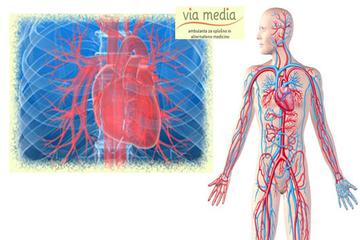 via media
ambulanta za splošno in
alternativno medicino